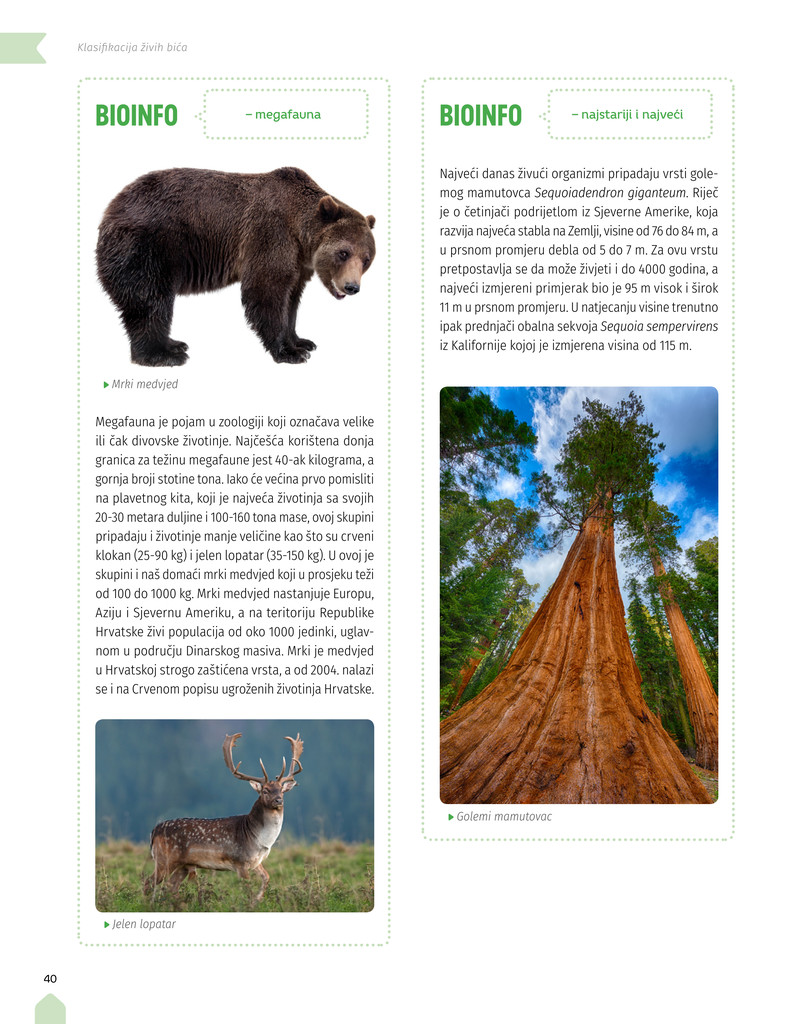 Klasifikacija živih bića
BIOINFO
– megafauna
Mrki medvjed
Megafauna je pojam u zoologiji koji označava velike
ili čak divovske životinje. Najčešća korištena donja
granica za težinu megafaune jest 40-ak kilograma, a
gornja broji stotine tona. Iako će većina prvo pomisliti
na plavetnog kita, koji je najveća životinja sa svojih
20-30 metara duljine i 100-160 tona mase, ovoj skupini
pripadaju i životinje manje veličine kao što su crveni
klokan (25-90 kg) i jelen lopatar (35-150 kg). U ovoj je
skupini i naš domaći mrki medvjed koji u prosjeku teži
od 100 do 1000 kg. Mrki medvjed nastanjuje Europu,
Aziju i Sjevernu Ameriku, a na teritoriju Republike
Hrvatske živi populacija od oko 1000 jedinki, uglav-
nom u području Dinarskog masiva. Mrki je medvjed
u Hrvatskoj strogo zaštićena vrsta, a od 2004. nalazi
se i na Crvenom popisu ugroženih životinja Hrvatske.
Jelen lopatar
BIOINFO
– najstariji i najveći
Najveći danas živući organizmi pripadaju vrsti gole-
mog mamutovca Sequoiadendron giganteum. Riječ
je o četinjači podrijetlom iz Sjeverne Amerike, koja
razvija najveća stabla na Zemlji, visine od 76 do 84 m, a
u prsnom promjeru debla od 5 do 7 m. Za ovu vrstu
pretpostavlja se da može živjeti i do 4000 godina, a
najveći izmjereni primjerak bio je 95 m visok i širok
11 m u prsnom promjeru. U natjecanju visine trenutno
ipak prednjači obalna sekvoja Sequoia sempervirens
iz Kalifornije kojoj je izmjerena visina od 115 m.
Golemi mamutovac
40